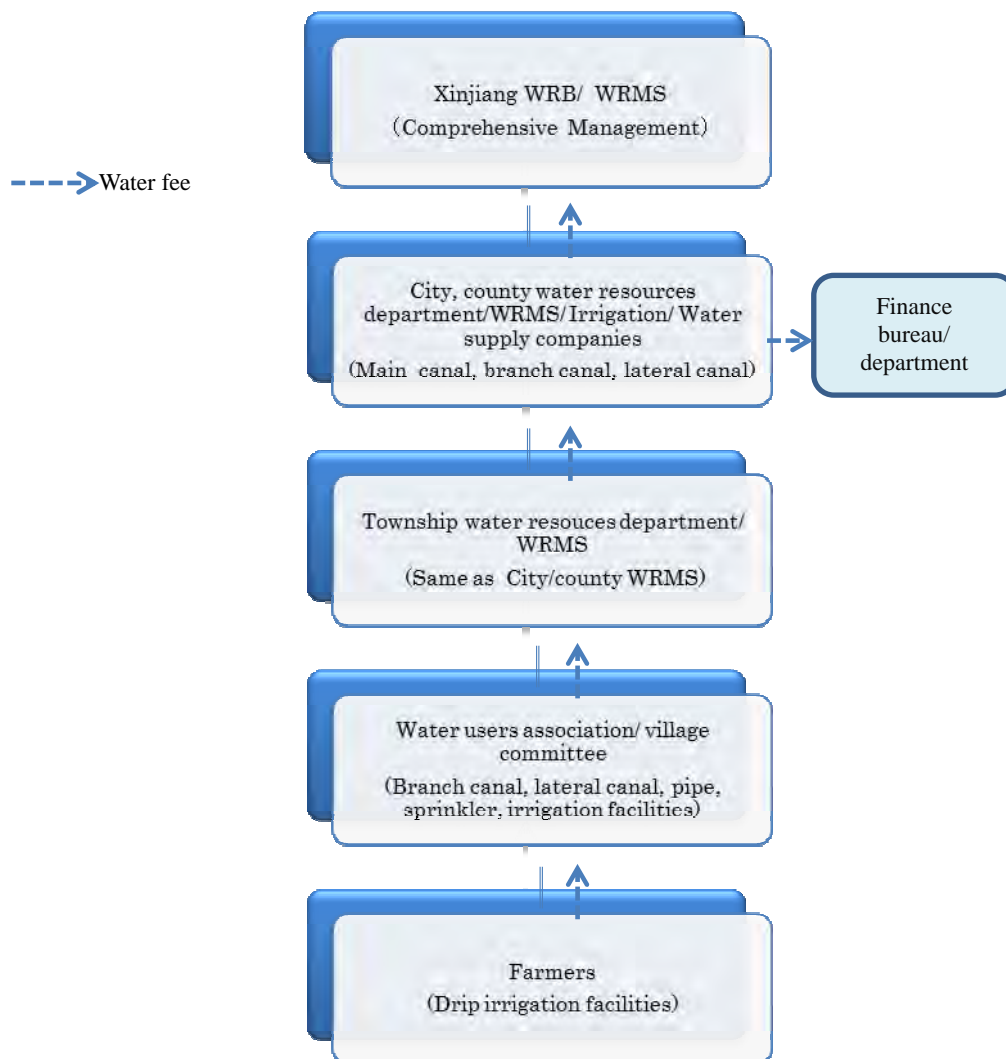 Xinjiang WRB/ WRMS
(Comprehensive Management)
Water fee
City, county water resources
department/WRMS/Irrigation/ Water
supply companies
(Main canal, branch canal, lateral canal)
Finance
bureau/
department
Township water resouces department/
WRMS
(Same as City/county WRMS)
Water users association/ village
committee
(Branch canal, lateral canal, pipe,
sprinkler, irrigation facilities)
Farmers
(Drip irrigation facilities)